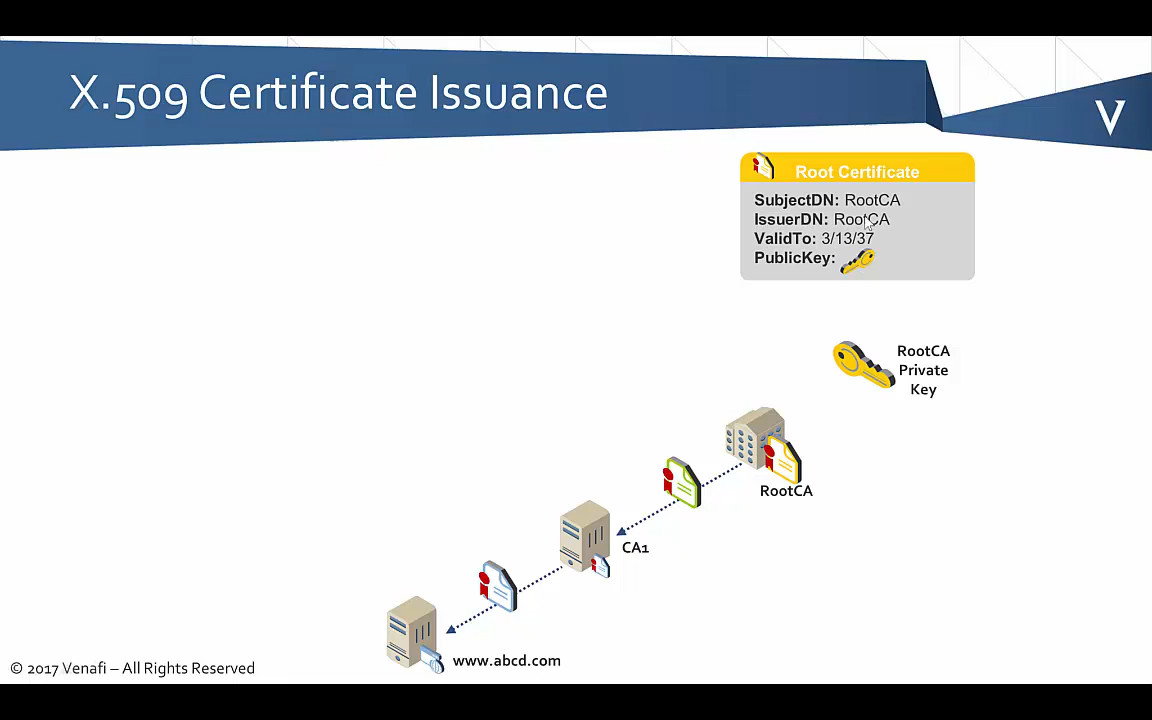 X.509 Certificate Issuance
V
Root Certificate
SubjectDN: RootCA
IssuerDN: RootCA
ValidTo: 3/13/37
PublicKey:
RootCA
Private
Key
RootCA
CA1
www.abcd.com
© 2017 Venafi – All Rights Reserved